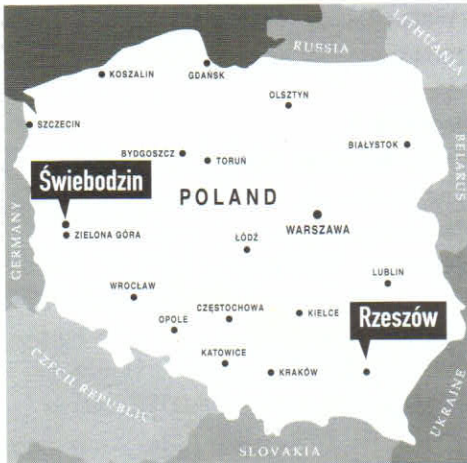 LITHUANIA
RUSSIA
KOSZALIN
GDAŃSK
OLSZTYN
SZCZECIN
BIAŁYSTOK
BYDGOSZCZ
TORUŃ
BELARUS
Świebodzin
POLAND
WARSZAWA
ZIELONA GÓRA
ŁÓDŹ
GERMANY
LUBLIN
WROCŁAW
CZĘSTOCHOWA
KIELCE
OPOLE
Rzeszów
KATOWICE
KRAKÓW
CZECH REPUBLIC
UKRAINE
SLOVAKIA